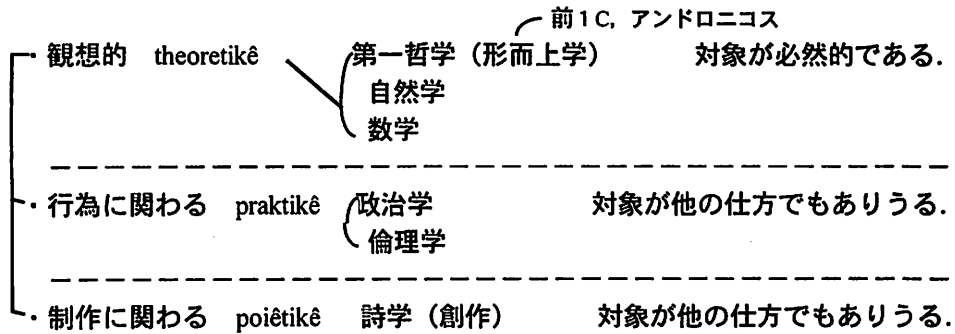 前1C，アンドロニコス
・観想的 theoretikê 第一哲学（形而上学） 対象が必然的である．
自然学
数学
・行為に関わる praktikê 政治学 対象が他の仕方でもありうる．
倫理学
・制作に関わる poiêtikê 詩学（創作） 対象が他の仕方でもありうる．